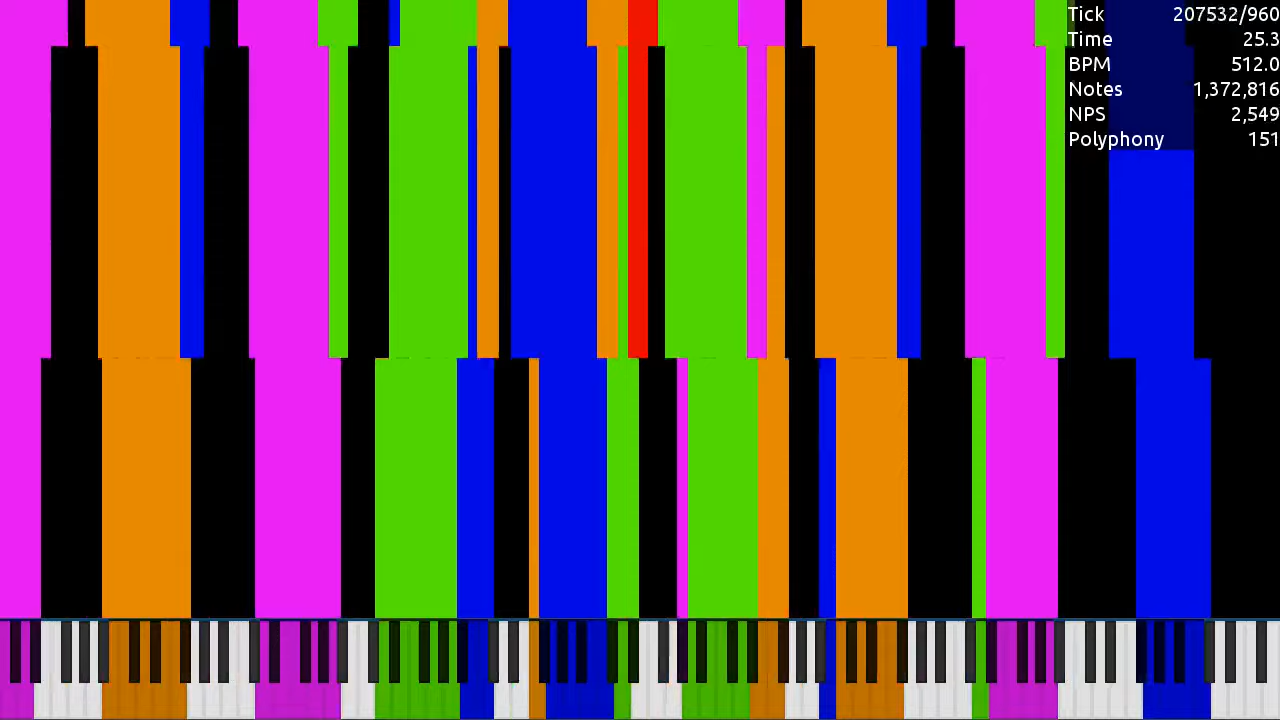 Tick 207532/960
Time 25.3
BPM 512.0
Notes 1,372,816
NPS 2,549
Polyphony 151